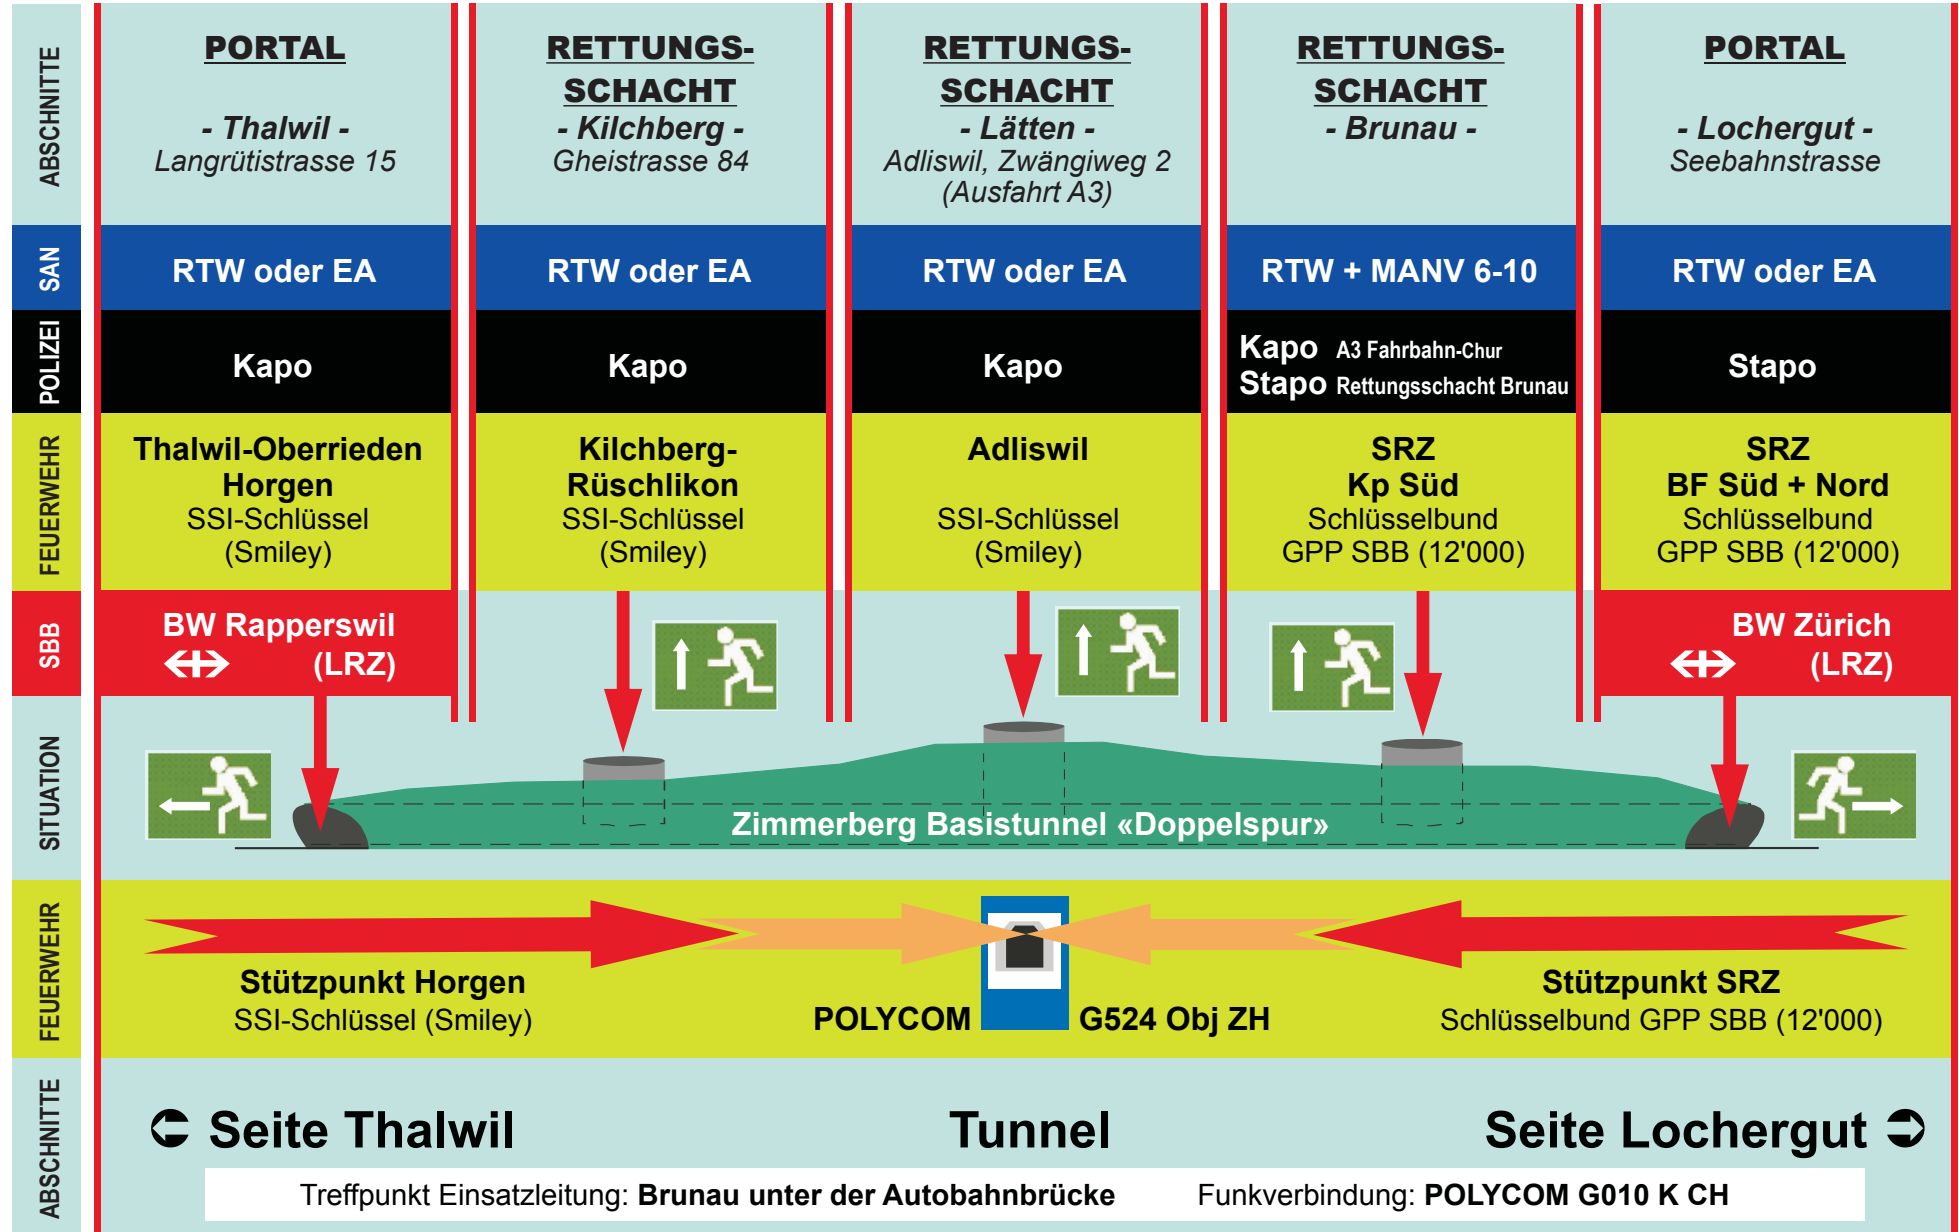 ABSCHNITTE
PORTAL
- Thalwil -
Langrütistrasse 15
RETTUNGS-
SCHACHT
- Kilchberg -
Gheistrasse 84
RETTUNGS-
SCHACHT
- Lätten -
Adliswil, Zwängiweg 2
(Ausfahrt A3)
RETTUNGS-
SCHACHT
- Brunau -
PORTAL
- Lochergut -
Seebahnstrasse
SAN
RTW oder EA
RTW oder EA
RTW oder EA
RTW + MANV 6-10
RTW oder EA
POLIZEI
Kapo
Kapo
Kapo
Kapo A3 Fahrbahn-Chur
Stapo Rettungsschacht Brunau
Stapo
FEUERWEHR
Thalwil-Oberrieden
Horgen
SSI-Schlüssel
(Smiley)
Kilchberg-
Rüschlikon
SSI-Schlüssel
(Smiley)
Adliswil
SSI-Schlüssel
(Smiley)
SRZ
Kp Süd
Schlüsselbund
GPP SBB (12'000)
SRZ
BF Süd + Nord
Schlüsselbund
GPP SBB (12'000)
SBB
BW Rapperswil
(LRZ)
BW Zürich
(LRZ)
SITUATION
Zimmerberg Basistunnel «Doppelspur»
FEUERWEHR
Stützpunkt Horgen
SSI-Schlüssel (Smiley)
POLYCOM G524 Obj ZH
Stützpunkt SRZ
Schlüsselbund GPP SBB (12'000)
ABSCHNITTE
Seite Thalwil
Tunnel
Seite Lochergut
Treffpunkt Einsatzleitung: Brunau unter der Autobahnbrücke Funkverbindung: POLYCOM G010 K CH